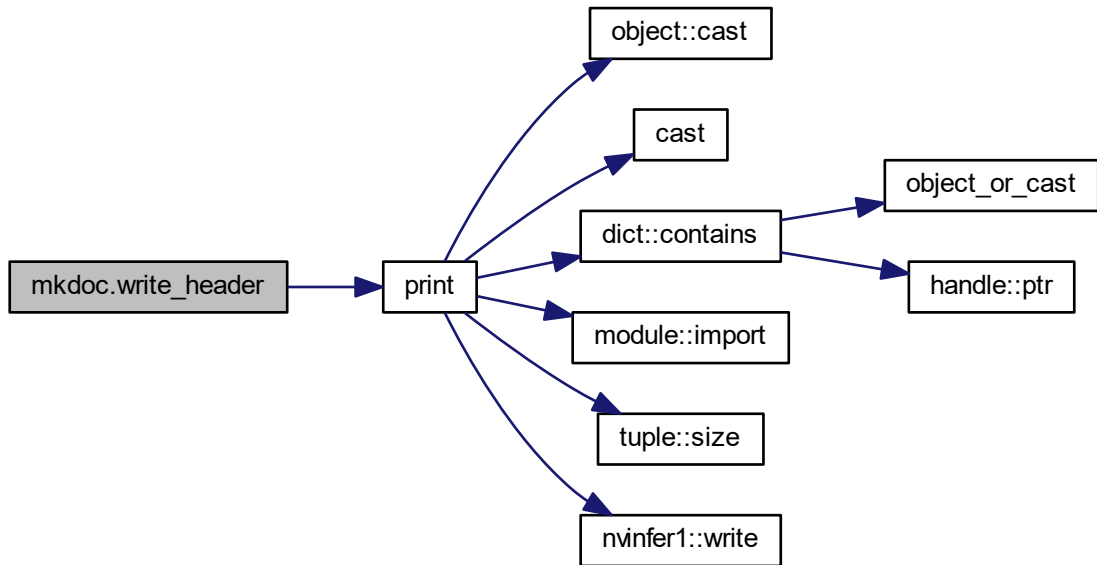 object::cast
cast
object_or_cast
dict::contains
mkdoc.write_header
print
handle::ptr
module::import
tuple::size
nvinfer1::write